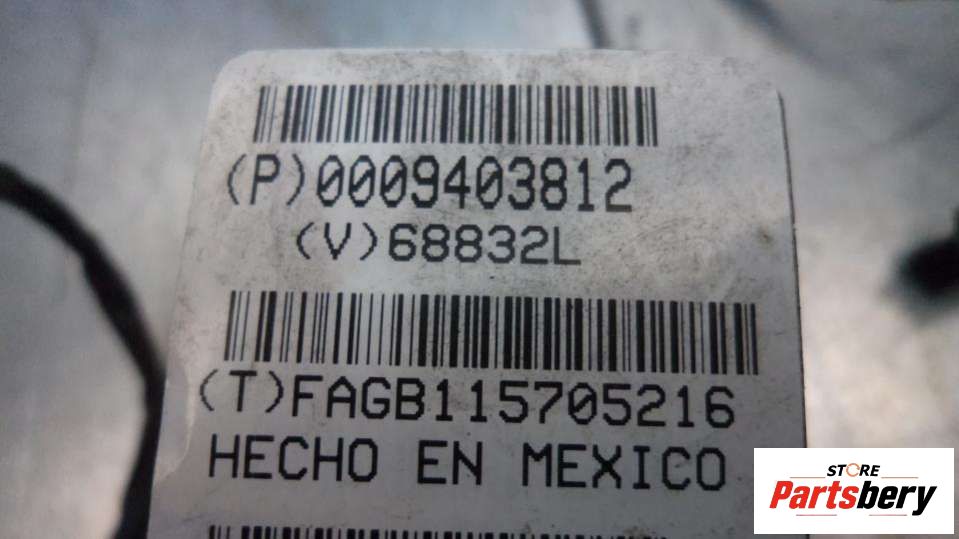 (P)0009403812
(V)68832L
(T)FAGB115705216
HECHO EN MEXICO
STORE
Partsbery